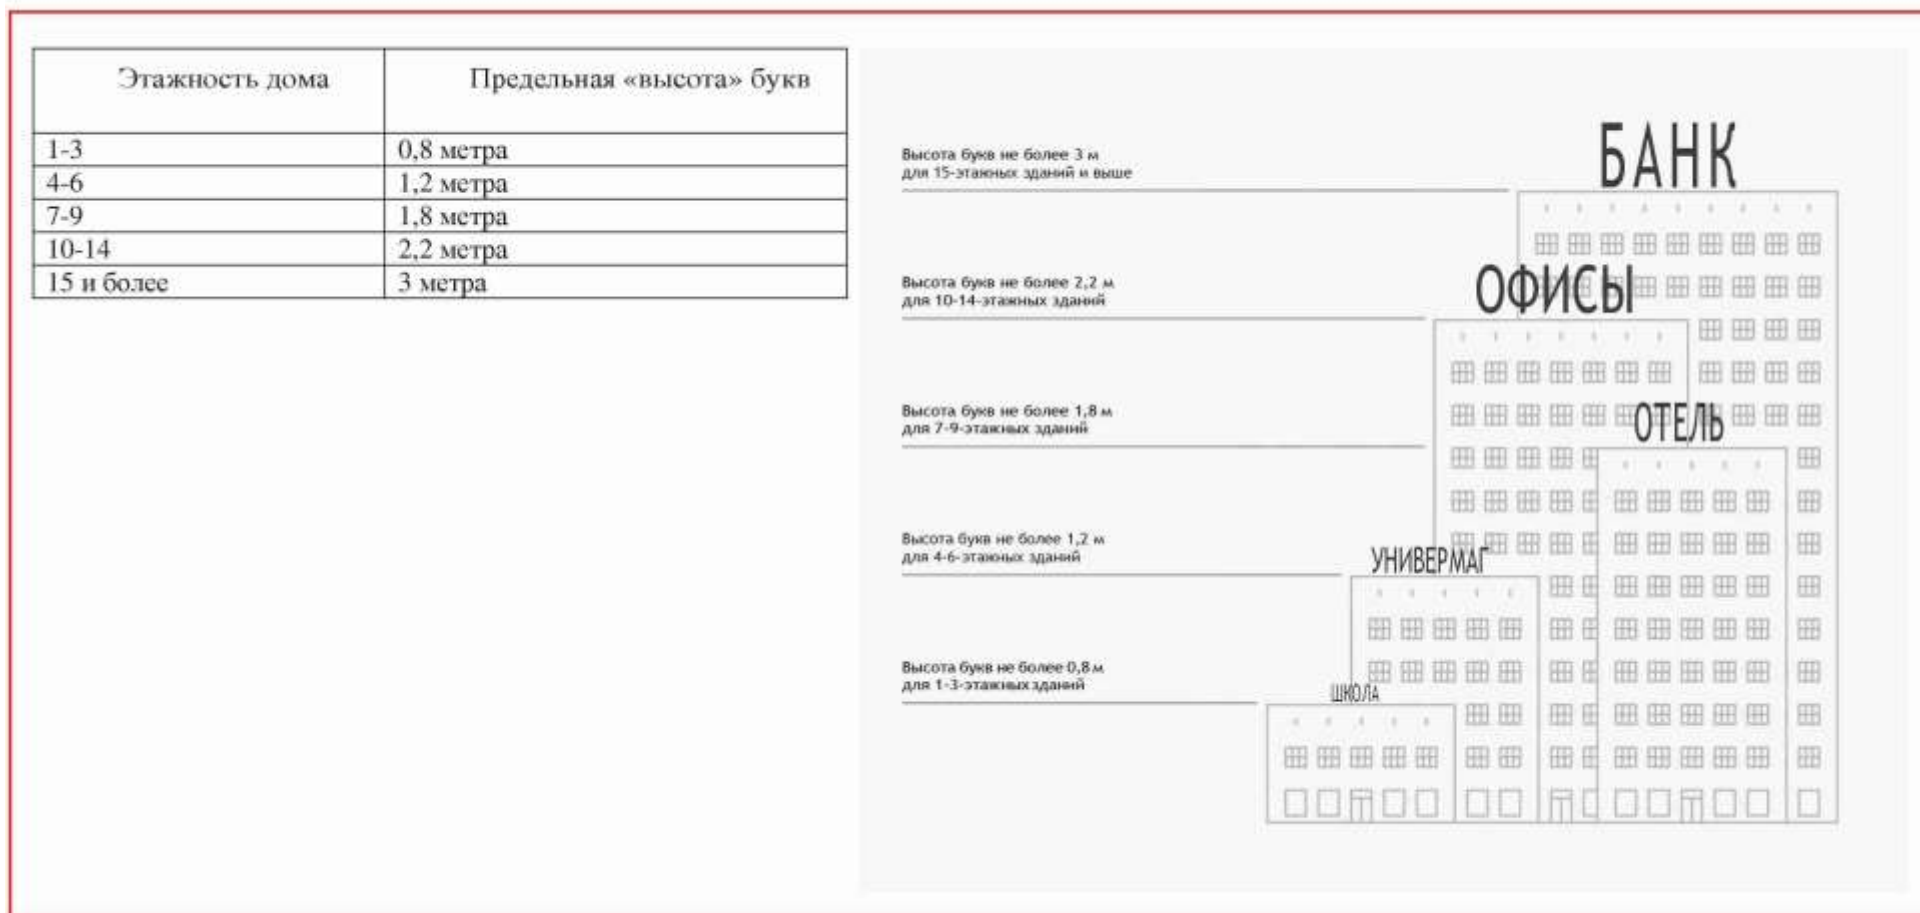 Этажность дома Предельная «высота» букв
1-3 0,8 метра
4-6 1,2 метра
7-9 1,8 метра
10-14 2,2 метра
15 и более 3 метра
Высота букв не более 3 м
для 15-этажных зданий и выше
БАНК
Высота букв не более 2,2 м
для 10-14-этажных зданий
ОФИСЫ
Высота букв не более 1,8 м
для 7-9-этажных зданий
ОТЕЛЬ
Высота букв не более 1,2 м
для 4-6-этажных зданий
УНИВЕРМАГ
Высота букв не более 0,8 м
для 1-3-этажных зданий
ШКОЛА